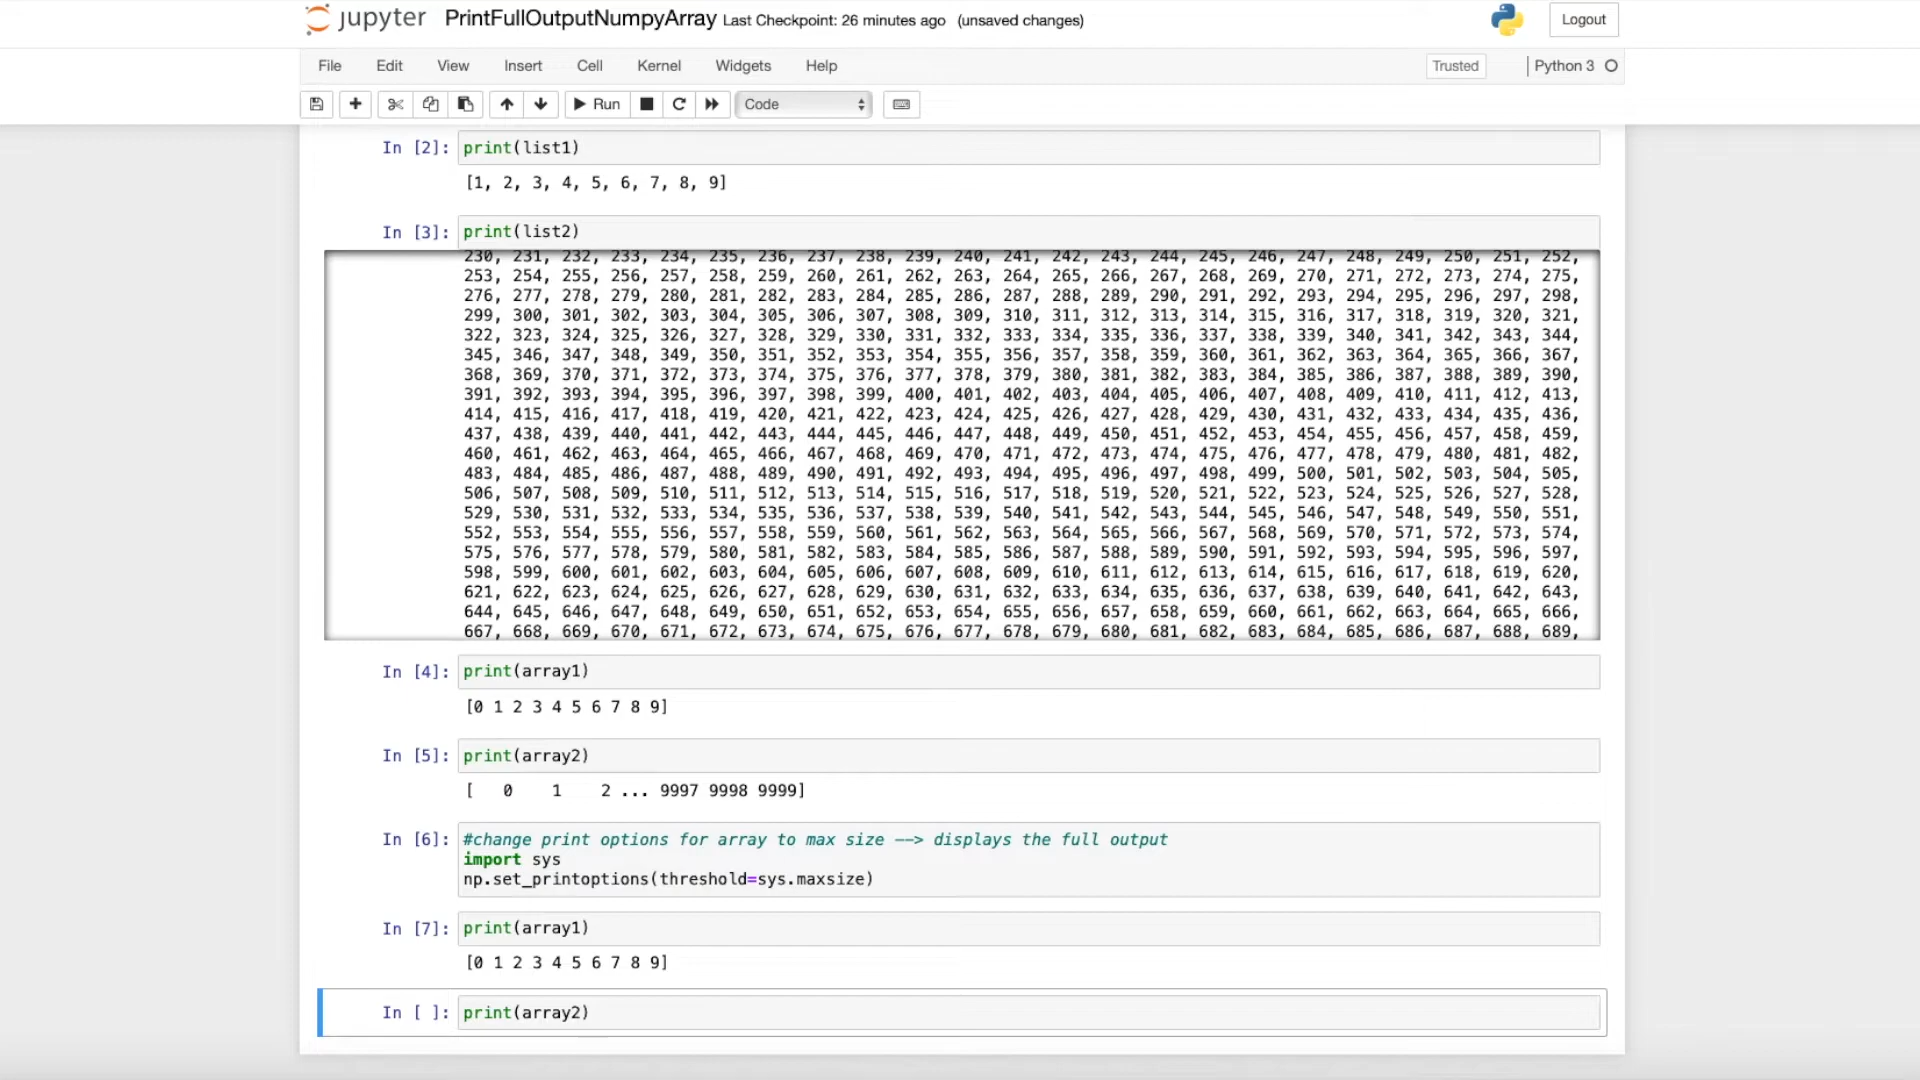 jupyter PrintFullOutputNumpyArray Last Checkpoint: 26 minutes ago (unsaved changes) Logout
File Edit View Insert Cell Kernel Widgets Help Trusted Python 3
Run Code
In [2]: print(list1)
[1, 2, 3, 4, 5, 6, 7, 8, 9]
In [3]: print(list2)
230, 231, 232, 233, 234, 235, 236, 237, 238, 239, 240, 241, 242, 243, 244, 245, 246, 247, 248, 249, 250, 251, 252,
253, 254, 255, 256, 257, 258, 259, 260, 261, 262, 263, 264, 265, 266, 267, 268, 269, 270, 271, 272, 273, 274, 275,
276, 277, 278, 279, 280, 281, 282, 283, 284, 285, 286, 287, 288, 289, 290, 291, 292, 293, 294, 295, 296, 297, 298,
299, 300, 301, 302, 303, 304, 305, 306, 307, 308, 309, 310, 311, 312, 313, 314, 315, 316, 317, 318, 319, 320, 321,
322, 323, 324, 325, 326, 327, 328, 329, 330, 331, 332, 333, 334, 335, 336, 337, 338, 339, 340, 341, 342, 343, 344,
345, 346, 347, 348, 349, 350, 351, 352, 353, 354, 355, 356, 357, 358, 359, 360, 361, 362, 363, 364, 365, 366, 367,
368, 369, 370, 371, 372, 373, 374, 375, 376, 377, 378, 379, 380, 381, 382, 383, 384, 385, 386, 387, 388, 389, 390,
391, 392, 393, 394, 395, 396, 397, 398, 399, 400, 401, 402, 403, 404, 405, 406, 407, 408, 409, 410, 411, 412, 413,
414, 415, 416, 417, 418, 419, 420, 421, 422, 423, 424, 425, 426, 427, 428, 429, 430, 431, 432, 433, 434, 435, 436,
437, 438, 439, 440, 441, 442, 443, 444, 445, 446, 447, 448, 449, 450, 451, 452, 453, 454, 455, 456, 457, 458, 459,
460, 461, 462, 463, 464, 465, 466, 467, 468, 469, 470, 471, 472, 473, 474, 475, 476, 477, 478, 479, 480, 481, 482,
483, 484, 485, 486, 487, 488, 489, 490, 491, 492, 493, 494, 495, 496, 497, 498, 499, 500, 501, 502, 503, 504, 505,
506, 507, 508, 509, 510, 511, 512, 513, 514, 515, 516, 517, 518, 519, 520, 521, 522, 523, 524, 525, 526, 527, 528,
529, 530, 531, 532, 533, 534, 535, 536, 537, 538, 539, 540, 541, 542, 543, 544, 545, 546, 547, 548, 549, 550, 551,
552, 553, 554, 555, 556, 557, 558, 559, 560, 561, 562, 563, 564, 565, 566, 567, 568, 569, 570, 571, 572, 573, 574,
575, 576, 577, 578, 579, 580, 581, 582, 583, 584, 585, 586, 587, 588, 589, 590, 591, 592, 593, 594, 595, 596, 597,
598, 599, 600, 601, 602, 603, 604, 605, 606, 607, 608, 609, 610, 611, 612, 613, 614, 615, 616, 617, 618, 619, 620,
621, 622, 623, 624, 625, 626, 627, 628, 629, 630, 631, 632, 633, 634, 635, 636, 637, 638, 639, 640, 641, 642, 643,
644, 645, 646, 647, 648, 649, 650, 651, 652, 653, 654, 655, 656, 657, 658, 659, 660, 661, 662, 663, 664, 665, 666,
667, 668, 669, 670, 671, 672, 673, 674, 675, 676, 677, 678, 679, 680, 681, 682, 683, 684, 685, 686, 687, 688, 689,
In [4]: print(array1)
[0 1 2 3 4 5 6 7 8 9]
In [5]: print(array2)
[   0    1    2 ... 9997 9998 9999]
In [6]: #change print options for array to max size --> displays the full output
import sys
np.set_printoptions(threshold=sys.maxsize)
In [7]: print(array1)
[0 1 2 3 4 5 6 7 8 9]
In [ ]: print(array2)